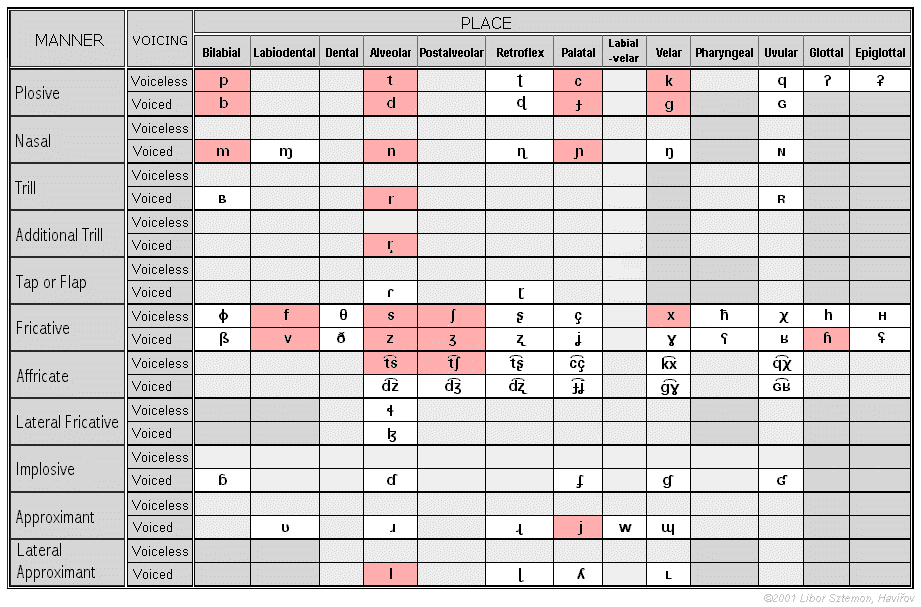 MANNER VOICING PLACE
Bilabial Labiodental Dental Alveolar Postalveolar Retroflex Palatal Labial-velar Velar Pharyngeal Uvular Glottal Epiglottal
Plosive Voiceless p t ʈ c k q ʔ ʡ
Voiced b d ɖ ɟ g ɢ
Nasal Voiceless
Voiced m ɱ n ɳ ɲ ŋ ɴ
Trill Voiceless
Voiced ʙ r ʀ
Additional Trill Voiceless
Voiced r̝
Tap or Flap Voiceless
Voiced ɾ ɽ
Fricative Voiceless ɸ f θ s ʃ ʂ ç x ħ χ h ʜ
Voiced ß v ð z ʒ ʐ ʝ ɣ ʕ ʁ ɦ ʢ
Affricate Voiceless t͡s t͡ʃ t͡ʂ c͡ç k͡x q͡χ
Voiced d͡z d͡ʒ d͡ʐ ɟ͡ʝ g͡ɣ ɢ͡ʁ
Lateral Fricative Voiceless ɬ
Voiced ɮ
Implosive Voiceless
Voiced ɓ ɗ ʄ ɠ ʛ
Approximant Voiceless
Voiced ʋ ɹ ɻ j w ɰ
Lateral Approximant Voiceless
Voiced l ɭ ʎ ʟ
©2001 Libor Sztemon, Havířov